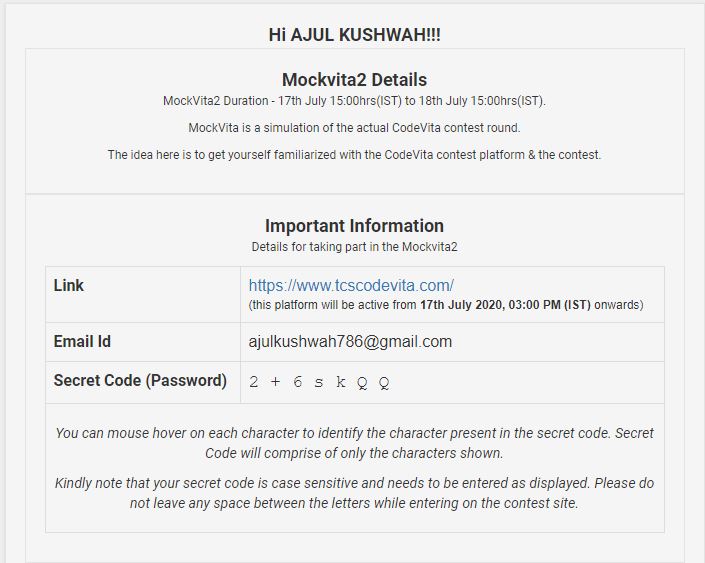 Hi AJUL KUSHWAH!!!
Mockvita2 Details
MockVita2 Duration - 17th July 15:00hrs(IST) to 18th July 15:00hrs(IST).
MockVita is a simulation of the actual CodeVita contest round.
The idea here is to get yourself familiarized with the CodeVita contest platform & the contest.
Important Information
Details for taking part in the Mockvita2
Link
https://www.tcscodevita.com/
(this platform will be active from 17th July 2020, 03:00 PM (IST) onwards)
Email Id
ajulkushwah786@gmail.com
Secret Code (Password)
2 + 6 s k Q Q
You can mouse hover on each character to identify the character present in the secret code. Secret
Code will comprise of only the characters shown.
Kindly note that your secret code is case sensitive and needs to be entered as displayed. Please do
not leave any space between the letters while entering on the contest site.